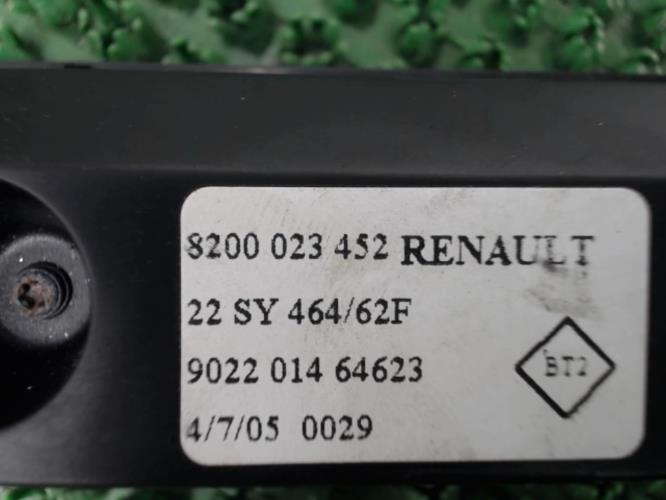 8200 023 452 RENAULT
22 SY 464/62F
9022 014 64623
BT2
4/7/05 0029